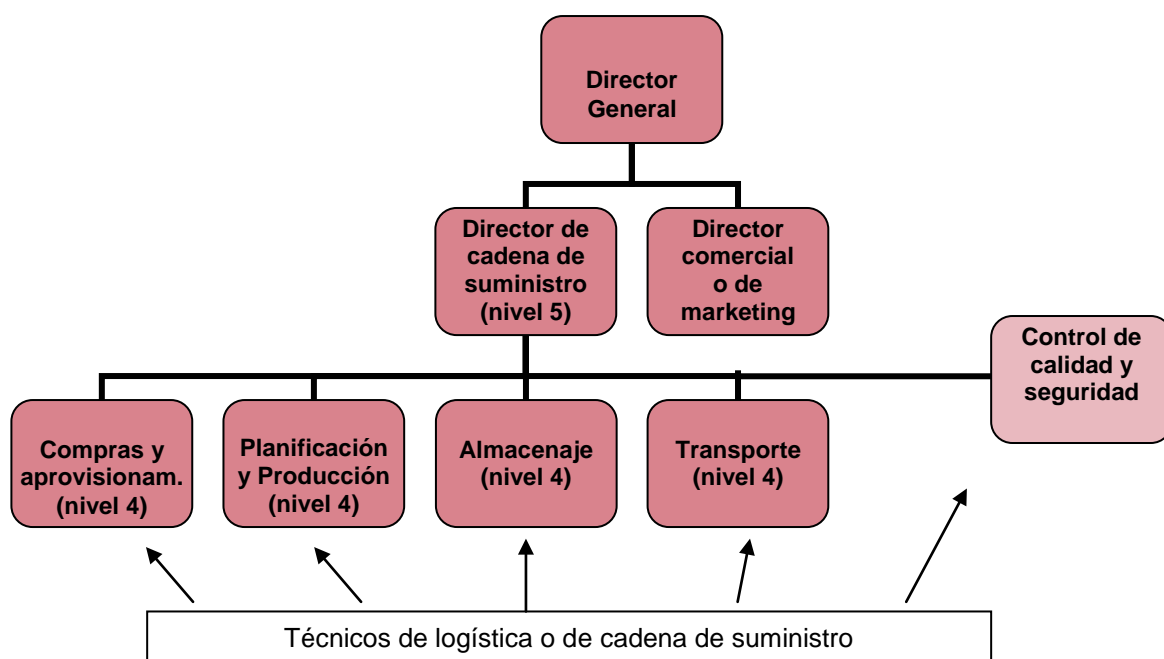 Director
General
Director de
cadena de
suministro
(nivel 5)
Director
comercial
o de
marketing
Control de
calidad y
seguridad
Compras y
aprovisionam.
(nivel 4)
Planificación
y Producción
(nivel 4)
Almacenaje
(nivel 4)
Transporte
(nivel 4)
Técnicos de logística o de cadena de suministro